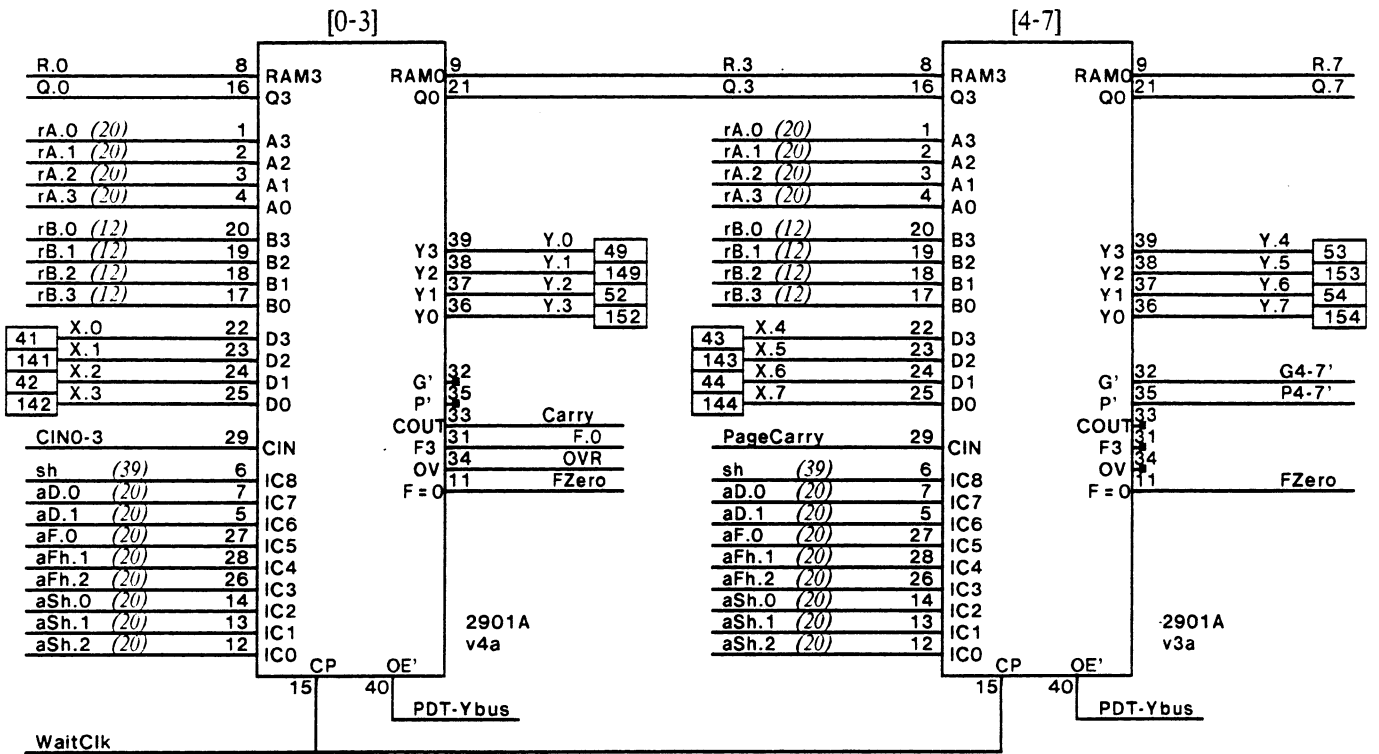 [0-3] [4-7]
R.0 8 RAM3 RAM0 9 R.3 8 RAM3 RAM0 9 R.7
Q.0 16 Q3 Q0 21 Q.3 16 Q3 Q0 21 Q.7
rA.0 (20) 1 A3 rA.0 (20) 1 A3
rA.1 (20) 2 A2 rA.1 (20) 2 A2
rA.2 (20) 3 A1 rA.2 (20) 3 A1
rA.3 (20) 4 A0 rA.3 (20) 4 A0
rB.0 (12) 20 B3 Y3 39 Y.0 49 rB.0 (12) 20 B3 Y3 39 Y.4 53
rB.1 (12) 19 B2 Y2 38 Y.1 149 rB.1 (12) 19 B2 Y2 38 Y.5 153
rB.2 (12) 18 B1 Y1 37 Y.2 52 rB.2 (12) 18 B1 Y1 37 Y.6 54
rB.3 (12) 17 B0 Y0 36 Y.3 152 rB.3 (12) 17 B0 Y0 36 Y.7 154
41 X.0 22 D3 43 X.4 22 D3
141 X.1 23 D2 143 X.5 23 D2
42 X.2 24 D1 G' 32 44 X.6 24 D1 G' 32 G4-7'
142 X.3 25 D0 P' 35 144 X.7 25 D0 P' 35 P4-7'
COUT 33 Carry COUT 33
CIN0-3 29 CIN F3 31 F.0 PageCarry 29 CIN F3 31
sh (39) 6 IC8 OV 34 OVR sh (39) 6 IC8 OV 34
aD.0 (20) 7 IC7 F=0 11 FZero aD.0 (20) 7 IC7 F=0 11 FZero
aD.1 (20) 5 IC6 aD.1 (20) 5 IC6
aF.0 (20) 27 IC5 aF.0 (20) 27 IC5
aFh.1 (20) 28 IC4 aFh.1 (20) 28 IC4
aFh.2 (20) 26 IC3 aFh.2 (20) 26 IC3
aSh.0 (20) 14 IC2 2901A aSh.0 (20) 14 IC2 2901A
aSh.1 (20) 13 IC1 v4a aSh.1 (20) 13 IC1 v3a
aSh.2 (20) 12 IC0 aSh.2 (20) 12 IC0
CP OE' CP OE'
15 40 15 40
PDT-Ybus PDT-Ybus
WaitClk